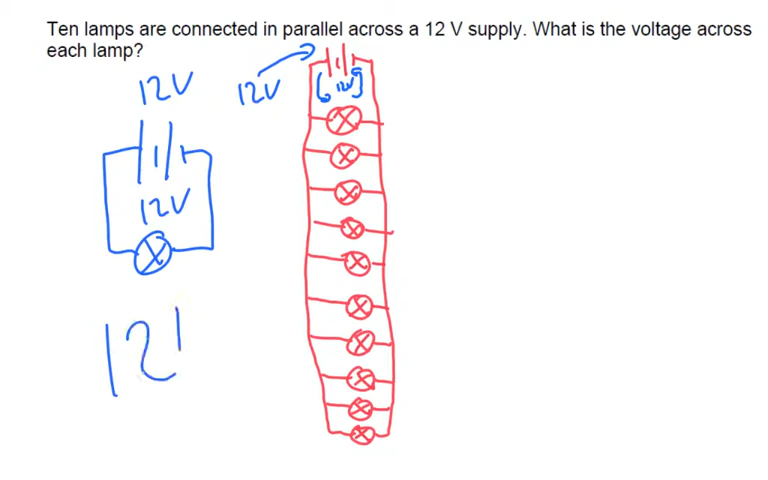 Ten lamps are connected in parallel across a 12 V supply. What is the voltage across
each lamp?
12V
12V
12V
12V
12